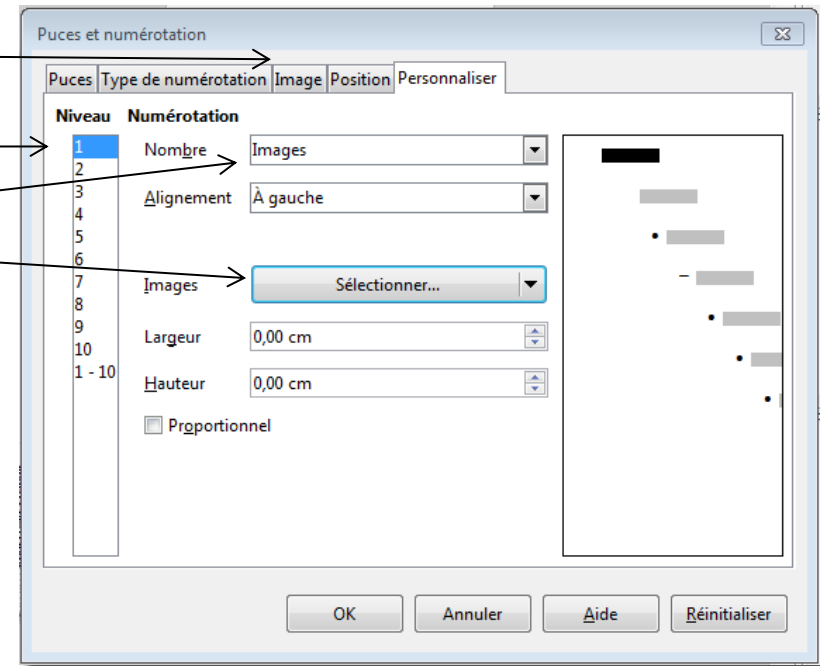 Puces et numérotation
Puces Type de numérotation Image Position Personnaliser
Niveau Numérotation
1
2
3
4
5
6
7
8
9
10
1 - 10
Nombre Images
Alignement À gauche
Images Sélectionner...
Largeur 0,00 cm
Hauteur 0,00 cm
Proportionnel
OK Annuler Aide Réinitialiser